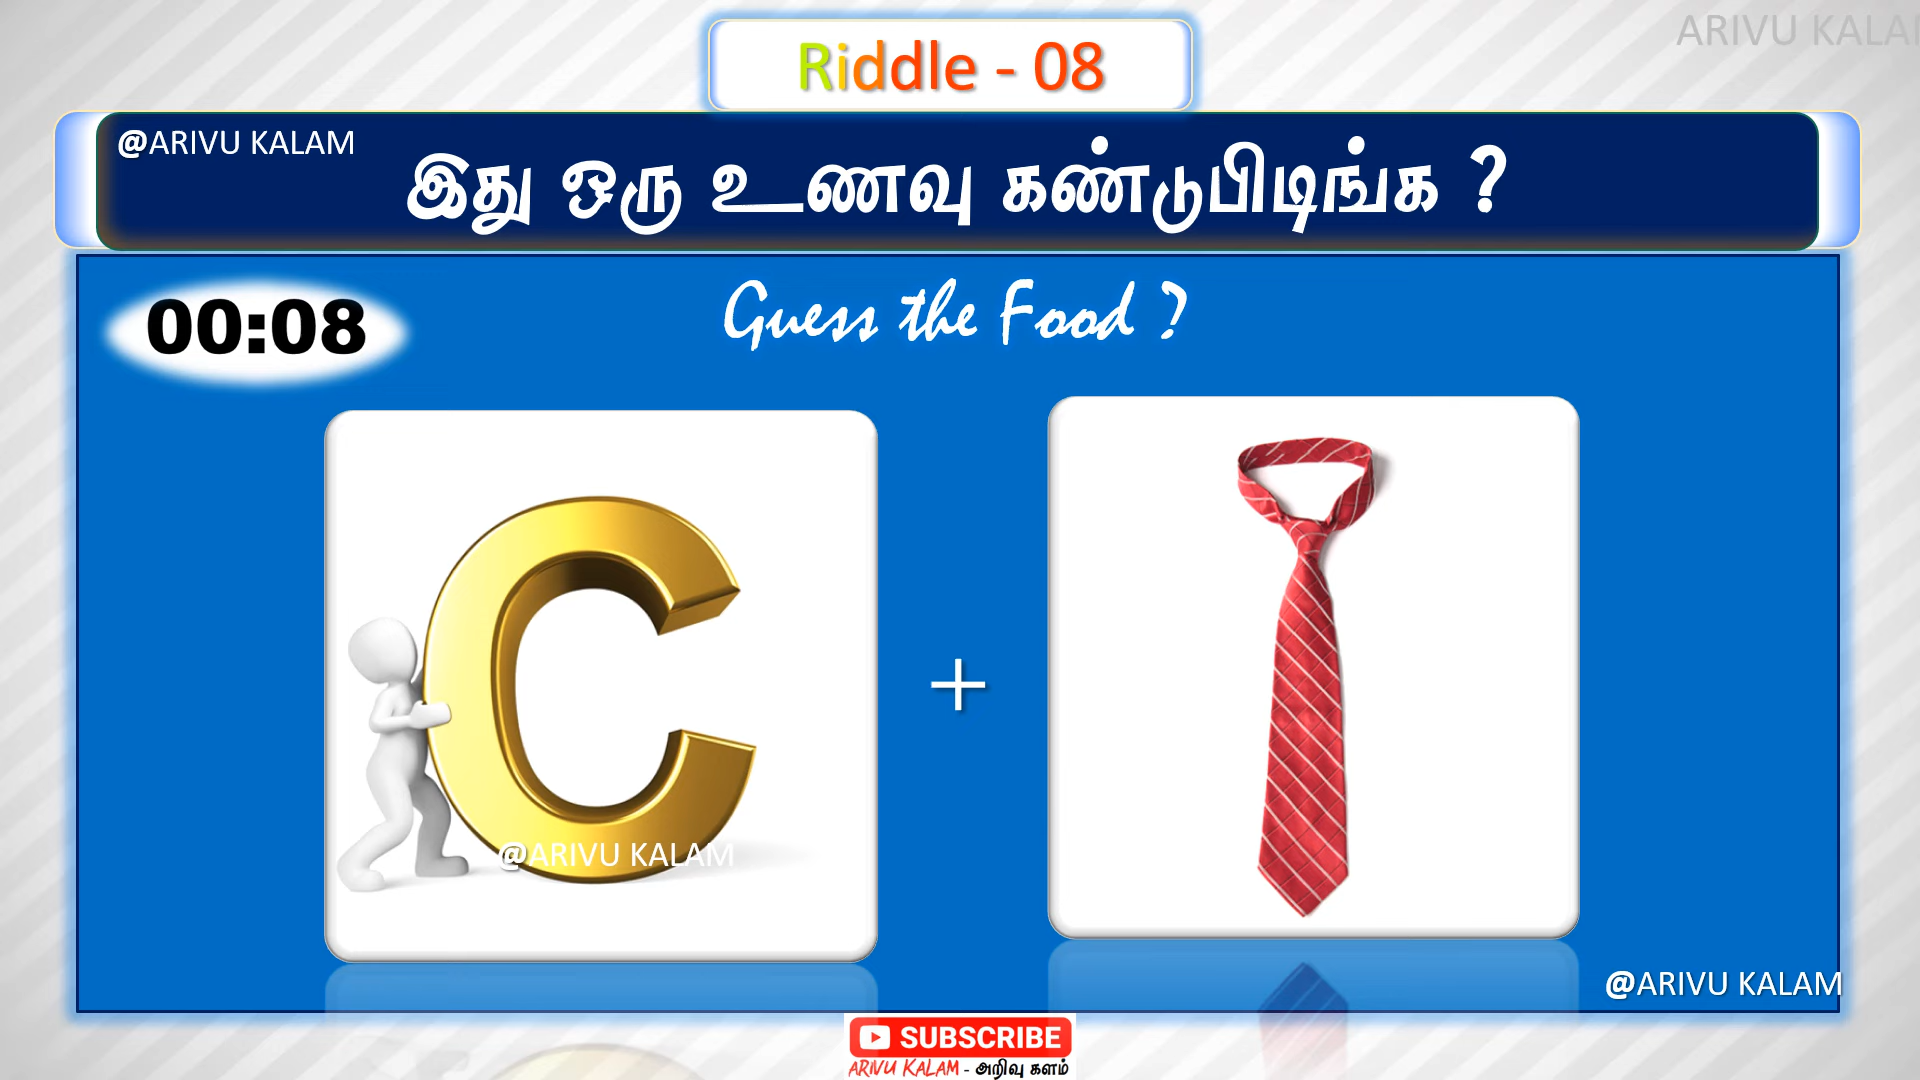 ARIVU KALA
Riddle - 08
@ARIVU KALAM
இது ஒரு உணவு கண்டுபிடிங்க ?
00:08
Guess the Food ?
C
+
@ARIVU KALAM
@ARIVU KALAM
SUBSCRIBE
ARIVU KALAM - அறிவு களம்